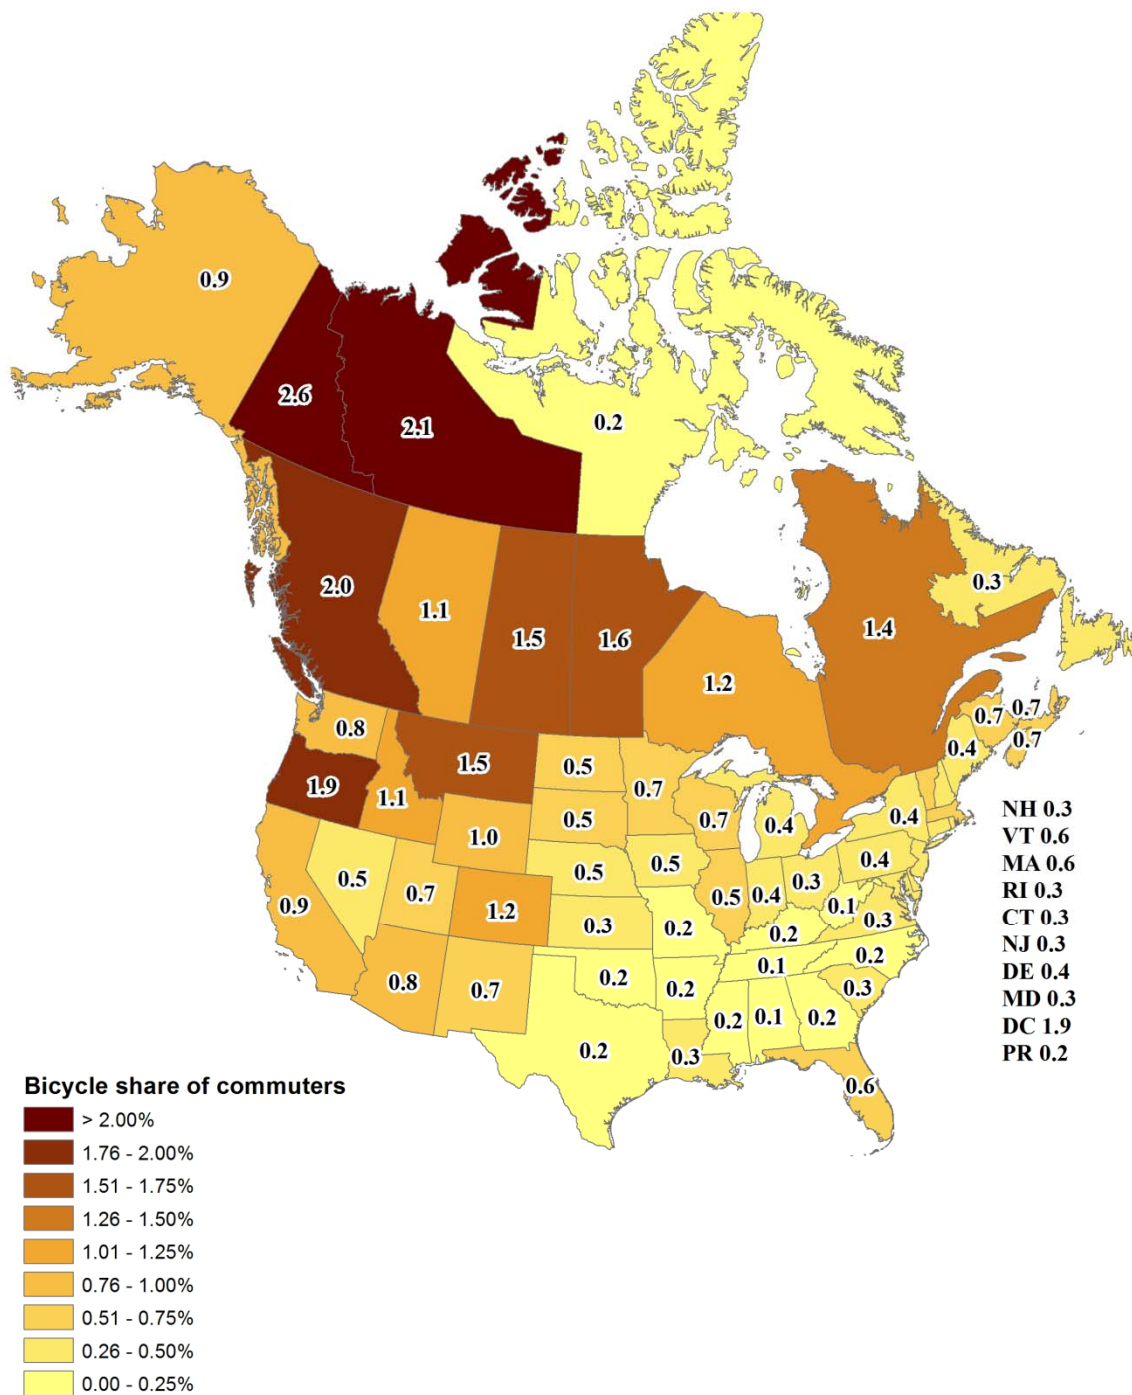 0.9
2.6
2.1
0.2
2.0
1.1
1.5
1.6
1.2
1.4
0.3
0.7
0.7
0.7
0.4
0.8
1.5
0.5
0.7
1.9
1.1
1.0
0.5
0.7
0.4
0.4
0.9
0.5
0.7
1.2
0.5
0.5
0.5
0.4
0.3
0.4
0.3
0.2
0.2
0.1
0.3
0.8
0.7
0.2
0.2
0.1
0.2
0.2
0.3
0.2
0.1
0.2
0.3
0.6
NH 0.3
VT 0.6
MA 0.6
RI 0.3
CT 0.3
NJ 0.3
DE 0.4
MD 0.3
DC 1.9
PR 0.2
Bicycle share of commuters
> 2.00%
1.76 - 2.00%
1.51 - 1.75%
1.26 - 1.50%
1.01 - 1.25%
0.76 - 1.00%
0.51 - 0.75%
0.26 - 0.50%
0.00 - 0.25%